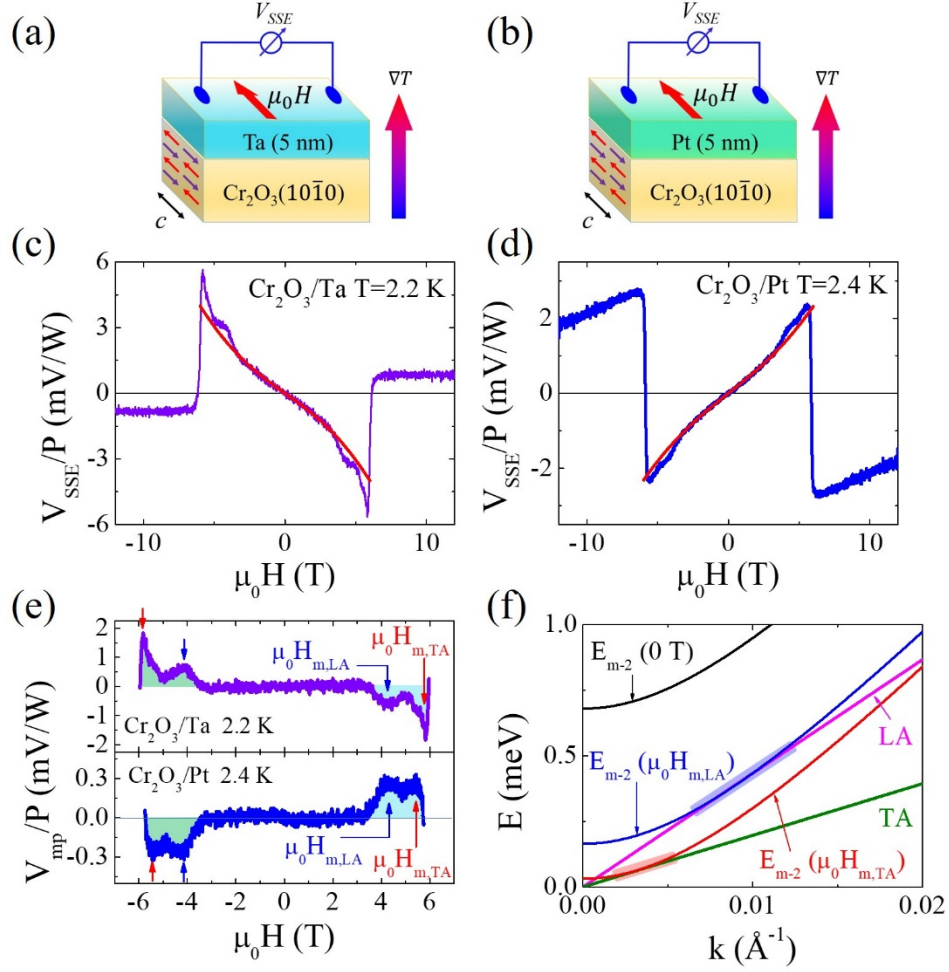 (a)
V_SSE
μ₀H
∇T
Ta (5 nm)
Cr₂O₃(101̄0)
c
(b)
V_SSE
μ₀H
∇T
Pt (5 nm)
Cr₂O₃(101̄0)
c
(c)
V_SSE/P (mV/W)
6
3
0
-3
-6
Cr₂O₃/Ta T=2.2 K
-10 0 10
μ₀H (T)
(d)
V_SSE/P (mV/W)
2
0
-2
Cr₂O₃/Pt T=2.4 K
-10 0 10
μ₀H (T)
(e)
V_mp/P (mV/W)
2
1
0
-1
-2
μ₀H_m,LA
μ₀H_m,TA
Cr₂O₃/Ta 2.2 K
0.3
0.0
-0.3
Cr₂O₃/Pt 2.4 K
μ₀H_m,LA
μ₀H_m,TA
-6 -4 -2 0 2 4 6
μ₀H (T)
(f)
E (meV)
1.0
0.5
0.0
E_m-2 (0 T)
E_m-2 (μ₀H_m,LA)
LA
TA
E_m-2 (μ₀H_m,TA)
0.00 0.01 0.02
k (Å⁻¹)